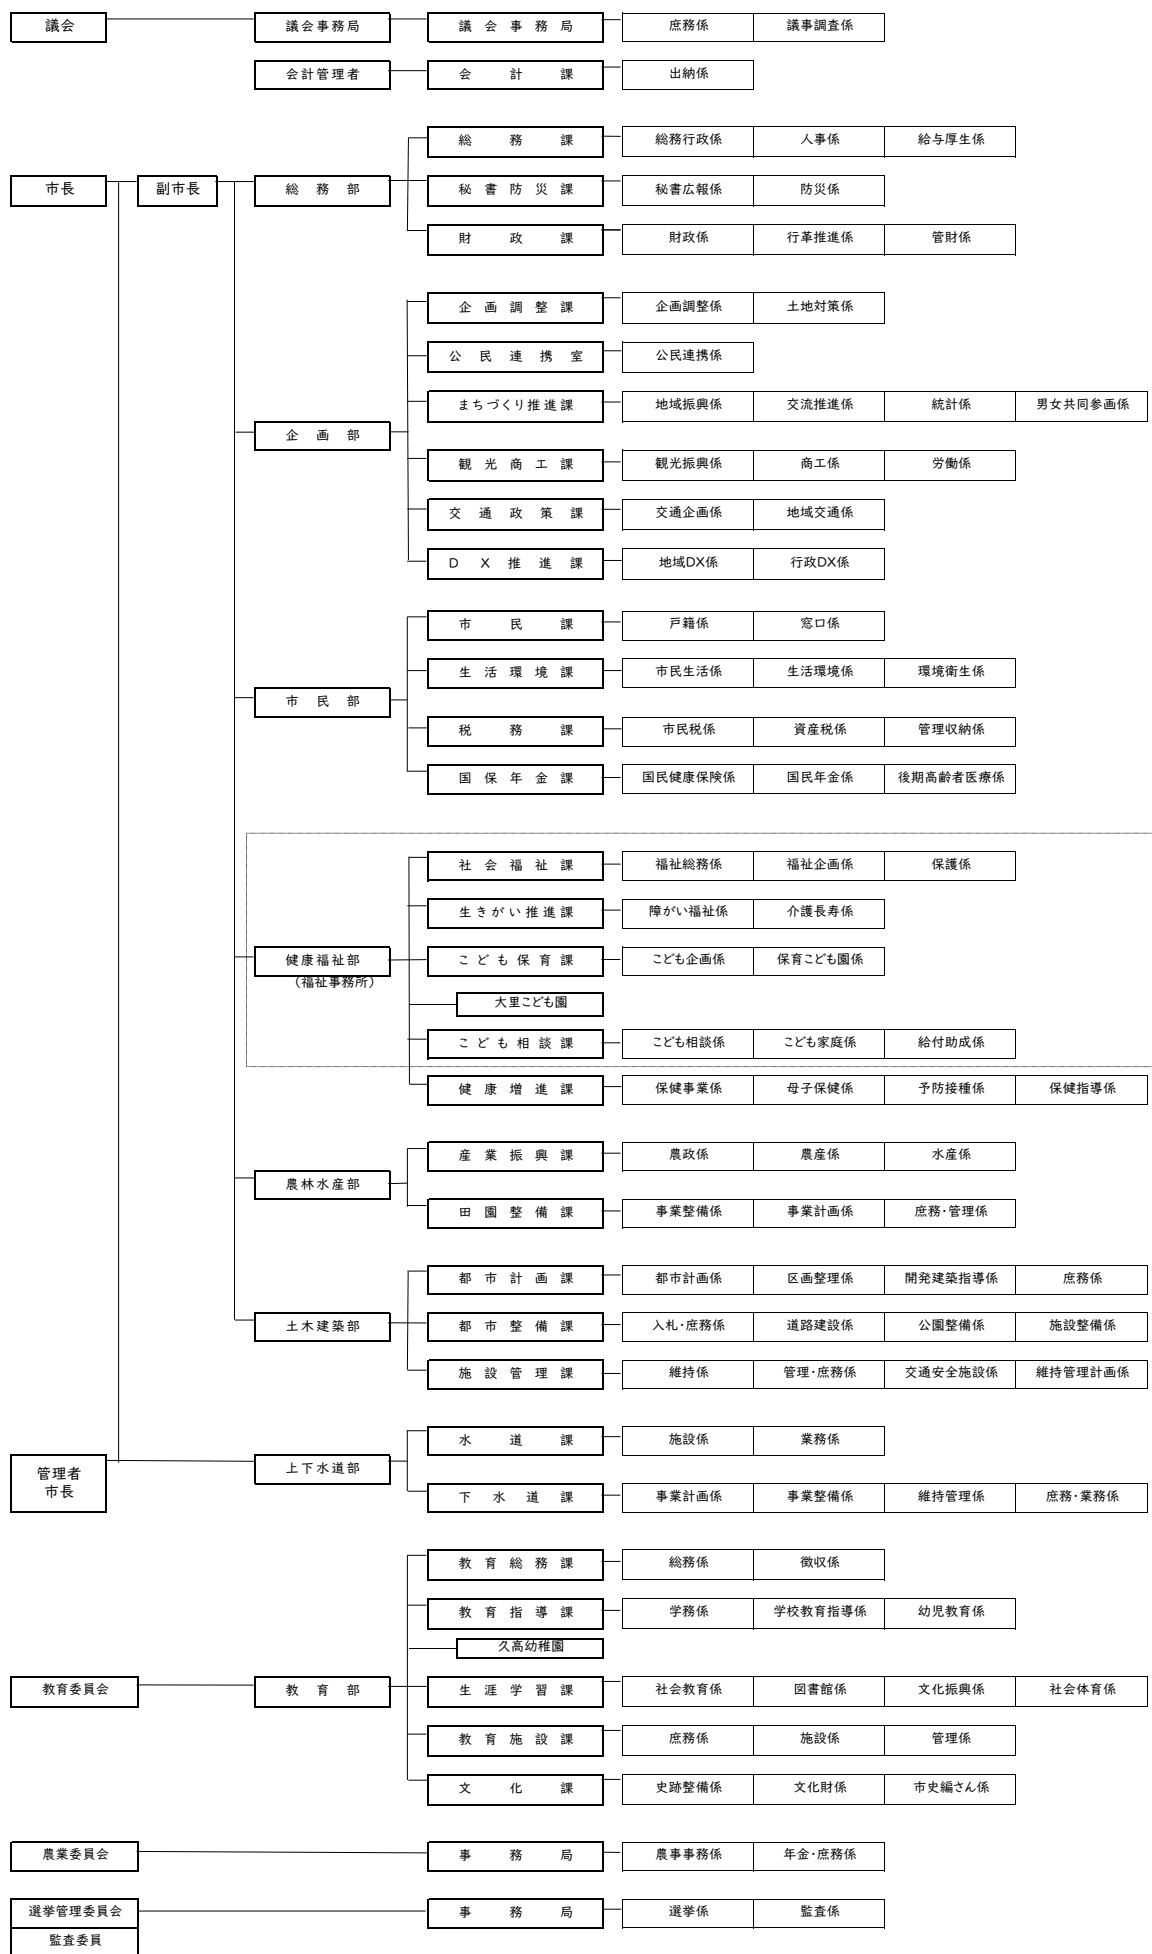 議会 議会事務局 議会事務局 庶務係 議事調査係
会計管理者 会計課 出納係
総務課 総務行政係 人事係 給与厚生係
市長 副市長 総務部 秘書防災課 秘書広報係 防災係
財政課 財政係 行革推進係 管財係
企画調整課 企画調整係 土地対策係
公民連携室 公民連携係
まちづくり推進課 地域振興係 交流推進係 統計係 男女共同参画係
企画部
観光商工課 観光振興係 商工係 労働係
交通政策課 交通企画係 地域交通係
DX推進課 地域DX係 行政DX係
市民課 戸籍係 窓口係
生活環境課 市民生活係 生活環境係 環境衛生係
市民部
税務課 市民税係 資産税係 管理収納係
国保年金課 国民健康保険係 国民年金係 後期高齢者医療係
社会福祉課 福祉総務係 福祉企画係 保護係
生きがい推進課 障がい福祉係 介護長寿係
健康福祉部 こども保育課 こども企画係 保育こども園係
（福祉事務所）
大里こども園
こども相談課 こども相談係 こども家庭係 給付助成係
健康増進課 保健事業係 母子保健係 予防接種係 保健指導係
産業振興課 農政係 農産係 水産係
農林水産部
田園整備課 事業整備係 事業計画係 庶務・管理係
都市計画課 都市計画係 区画整理係 開発建築指導係 庶務係
土木建築部 都市整備課 入札・庶務係 道路建設係 公園整備係 施設整備係
施設管理課 維持係 管理・庶務係 交通安全施設係 維持管理計画係
水道課 施設係 業務係
管理者
市長 上下水道部
下水道課 事業計画係 事業整備係 維持管理係 庶務・業務係
教育総務課 総務係 徴収係
教育指導課 学務係 学校教育指導係 幼児教育係
久高幼稚園
教育委員会 教育部 生涯学習課 社会教育係 図書館係 文化振興係 社会体育係
教育施設課 庶務係 施設係 管理係
文化課 史跡整備係 文化財係 市史編さん係
農業委員会 事務局 農事事務係 年金・庶務係
選挙管理委員会 事務局 選挙係 監査係
監査委員